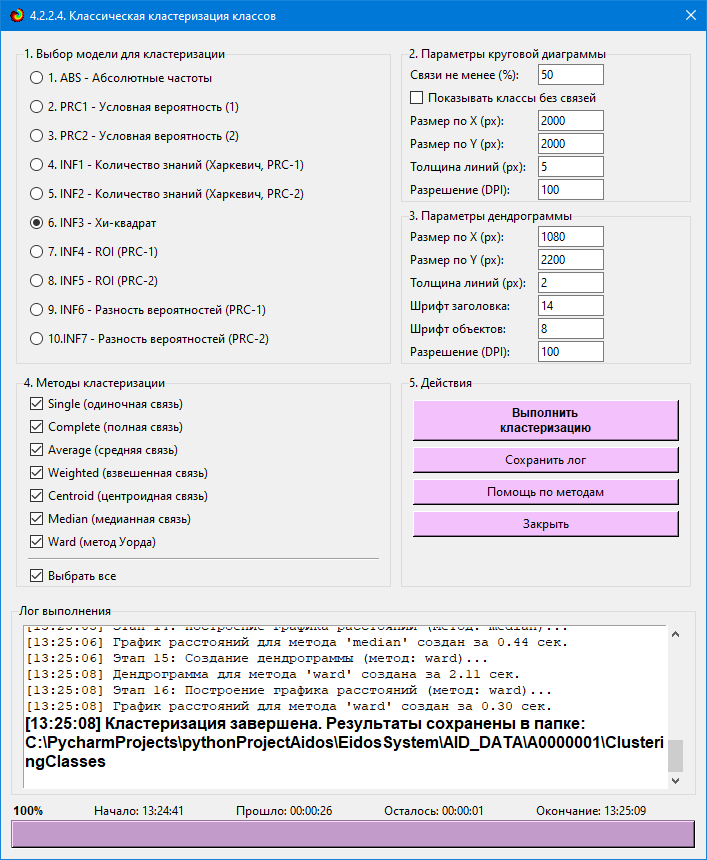 4.2.2.4. Классическая кластеризация классов
1. Выбор модели для кластеризации
1. ABS - Абсолютные частоты
2. PRC1 - Условная вероятность (1)
3. PRC2 - Условная вероятность (2)
4. INF1 - Количество знаний (Харкевич, PRC-1)
5. INF2 - Количество знаний (Харкевич, PRC-2)
6. INF3 - Хи-квадрат
7. INF4 - ROI (PRC-1)
8. INF5 - ROI (PRC-2)
9. INF6 - Разность вероятностей (PRC-1)
10.INF7 - Разность вероятностей (PRC-2)
2. Параметры круговой диаграммы
Связи не менее (%): 50
Показывать классы без связей
Размер по X (px): 2000
Размер по Y (px): 2000
Толщина линий (px): 5
Разрешение (DPI): 100
3. Параметры дендрограммы
Размер по X (px): 1080
Размер по Y (px): 2200
Толщина линий (px): 2
Шрифт заголовка: 14
Шрифт объектов: 8
Разрешение (DPI): 100
4. Методы кластеризации
Single (одиночная связь)
Complete (полная связь)
Average (средняя связь)
Weighted (взвешенная связь)
Centroid (центроидная связь)
Median (медианная связь)
Ward (метод Уорда)
Выбрать все
5. Действия
Выполнить
кластеризацию
Сохранить лог
Помощь по методам
Закрыть
Лог выполнения
[13:25:05] Этап 14: Построение графика расстояний (метод: median)...
[13:25:06] График расстояний для метода 'median' создан за 0.44 сек.
[13:25:06] Этап 15: Создание дендрограммы (метод: ward)...
[13:25:08] Дендрограмма для метода 'ward' создана за 2.11 сек.
[13:25:08] Этап 16: Построение графика расстояний (метод: ward)...
[13:25:08] График расстояний для метода 'ward' создан за 0.30 сек.
[13:25:08] Кластеризация завершена. Результаты сохранены в папке:
C:\PycharmProjects\pythonProjectAidos\EidosSystem\AID_DATA\A0000001\Clusteri
ngClasses
100% Начало: 13:24:41 Прошло: 00:00:26 Осталось: 00:00:01 Окончание: 13:25:09